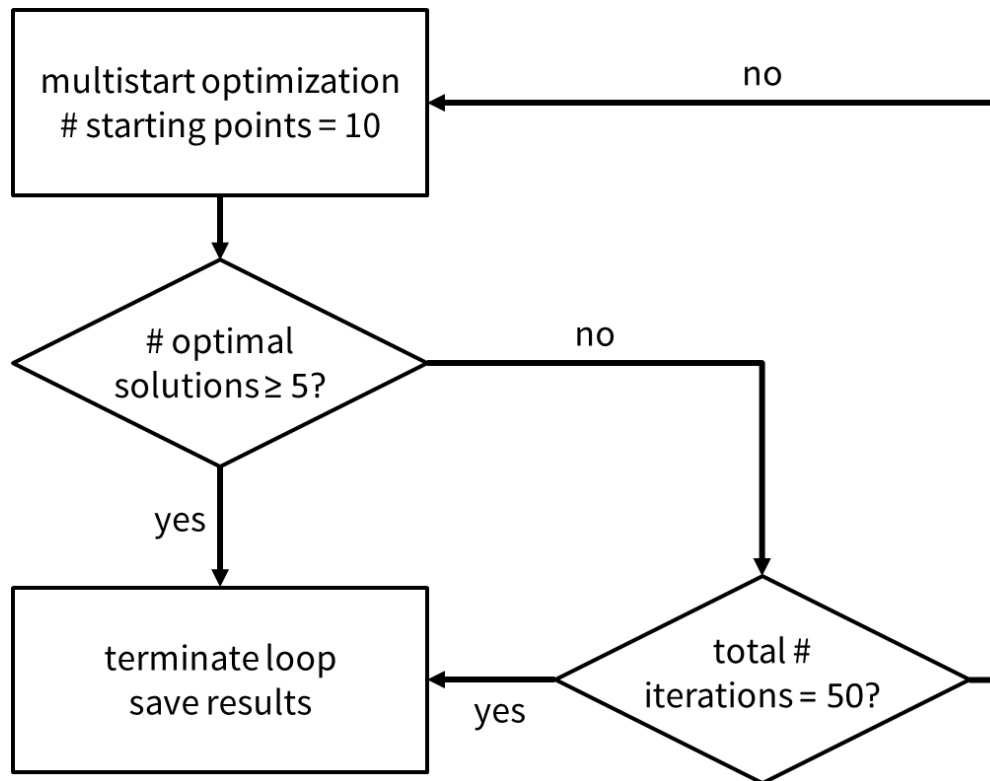 multistart optimization
# starting points = 10
no
# optimal
solutions ≥ 5?
no
yes
terminate loop
save results
total #
iterations = 50?
yes